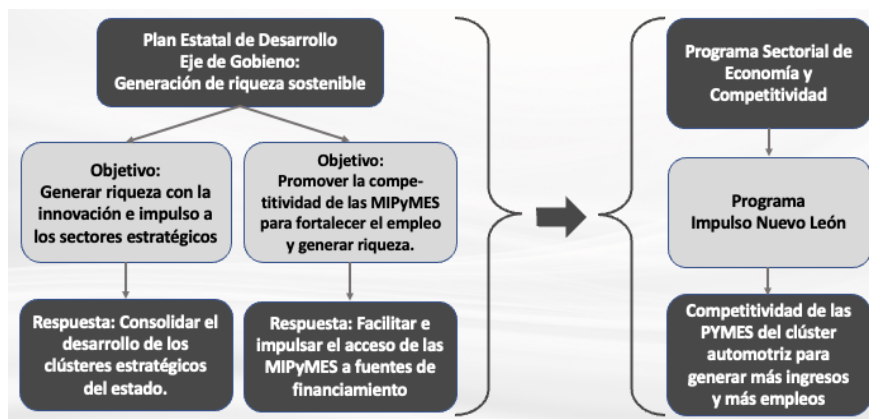 Plan Estatal de Desarrollo
Eje de Gobieno:
Generación de riqueza sostenible
Objetivo:
Generar riqueza con la
innovación e impulso a
los sectores estratégicos
Objetivo:
Promover la compe-
titividad de las MIPyMES
para fortalecer el empleo
y generar riqueza.
Respuesta: Consolidar el
desarrollo de los
clústeres estratégicos
del estado.
Respuesta: Facilitar e
impulsar el acceso de las
MIPyMES a fuentes de
financiamiento
Programa Sectorial de
Economía y
Competitividad
Programa
Impulso Nuevo León
Competitividad de las
PYMES del clúster
automotriz para
generar más ingresos
y más empleos